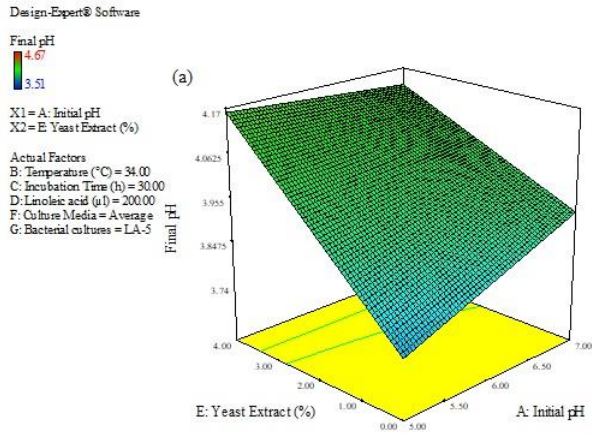 Design-Expert® Software
Final pH
4.67
3.51
X1 = A: Initial pH
X2 = E: Yeast Extract (%)
Actual Factors
B: Temperature (°C) = 34.00
C: Incubation Time (h) = 30.00
D: Linoleic acid (µl) = 200.00
F: Culture Media = Average
G: Bacterial cultures = LA-5
(a)
4.17
4.0625
3.955
3.8475
3.74
Final pH
4.00
3.00
2.00
1.00
0.00
5.00
5.50
6.00
6.50
7.00
E: Yeast Extract (%)
A: Initial pH